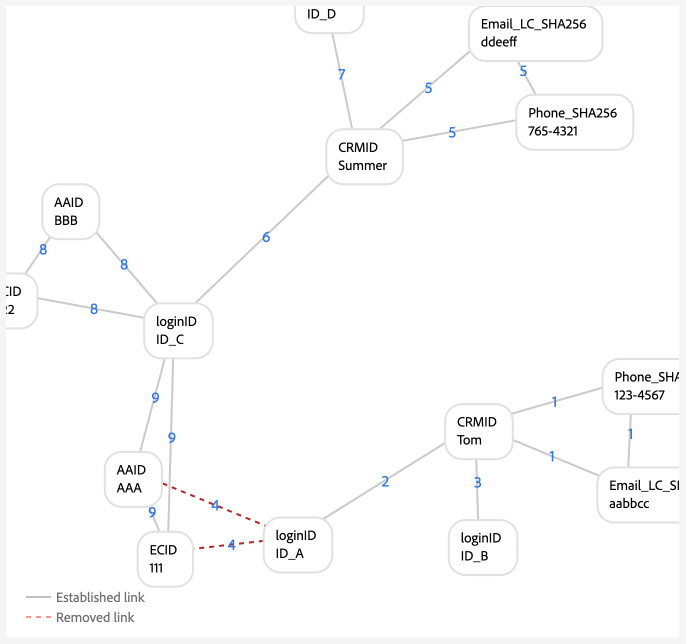 ID_D
Email_LC_SHA256
ddeeff
7
5
5
Phone_SHA256
765-4321
5
CRMID
Summer
AAID
BBB
6
8
8
CID
22
8
loginID
ID_C
Phone_SHA
123-4567
9
1
CRMID
Tom
9
1
1
AAID
AAA
2
3
Email_LC_S
aabbcc
4
9
loginID
ID_A
loginID
ID_B
4
ECID
111
Established link
Removed link